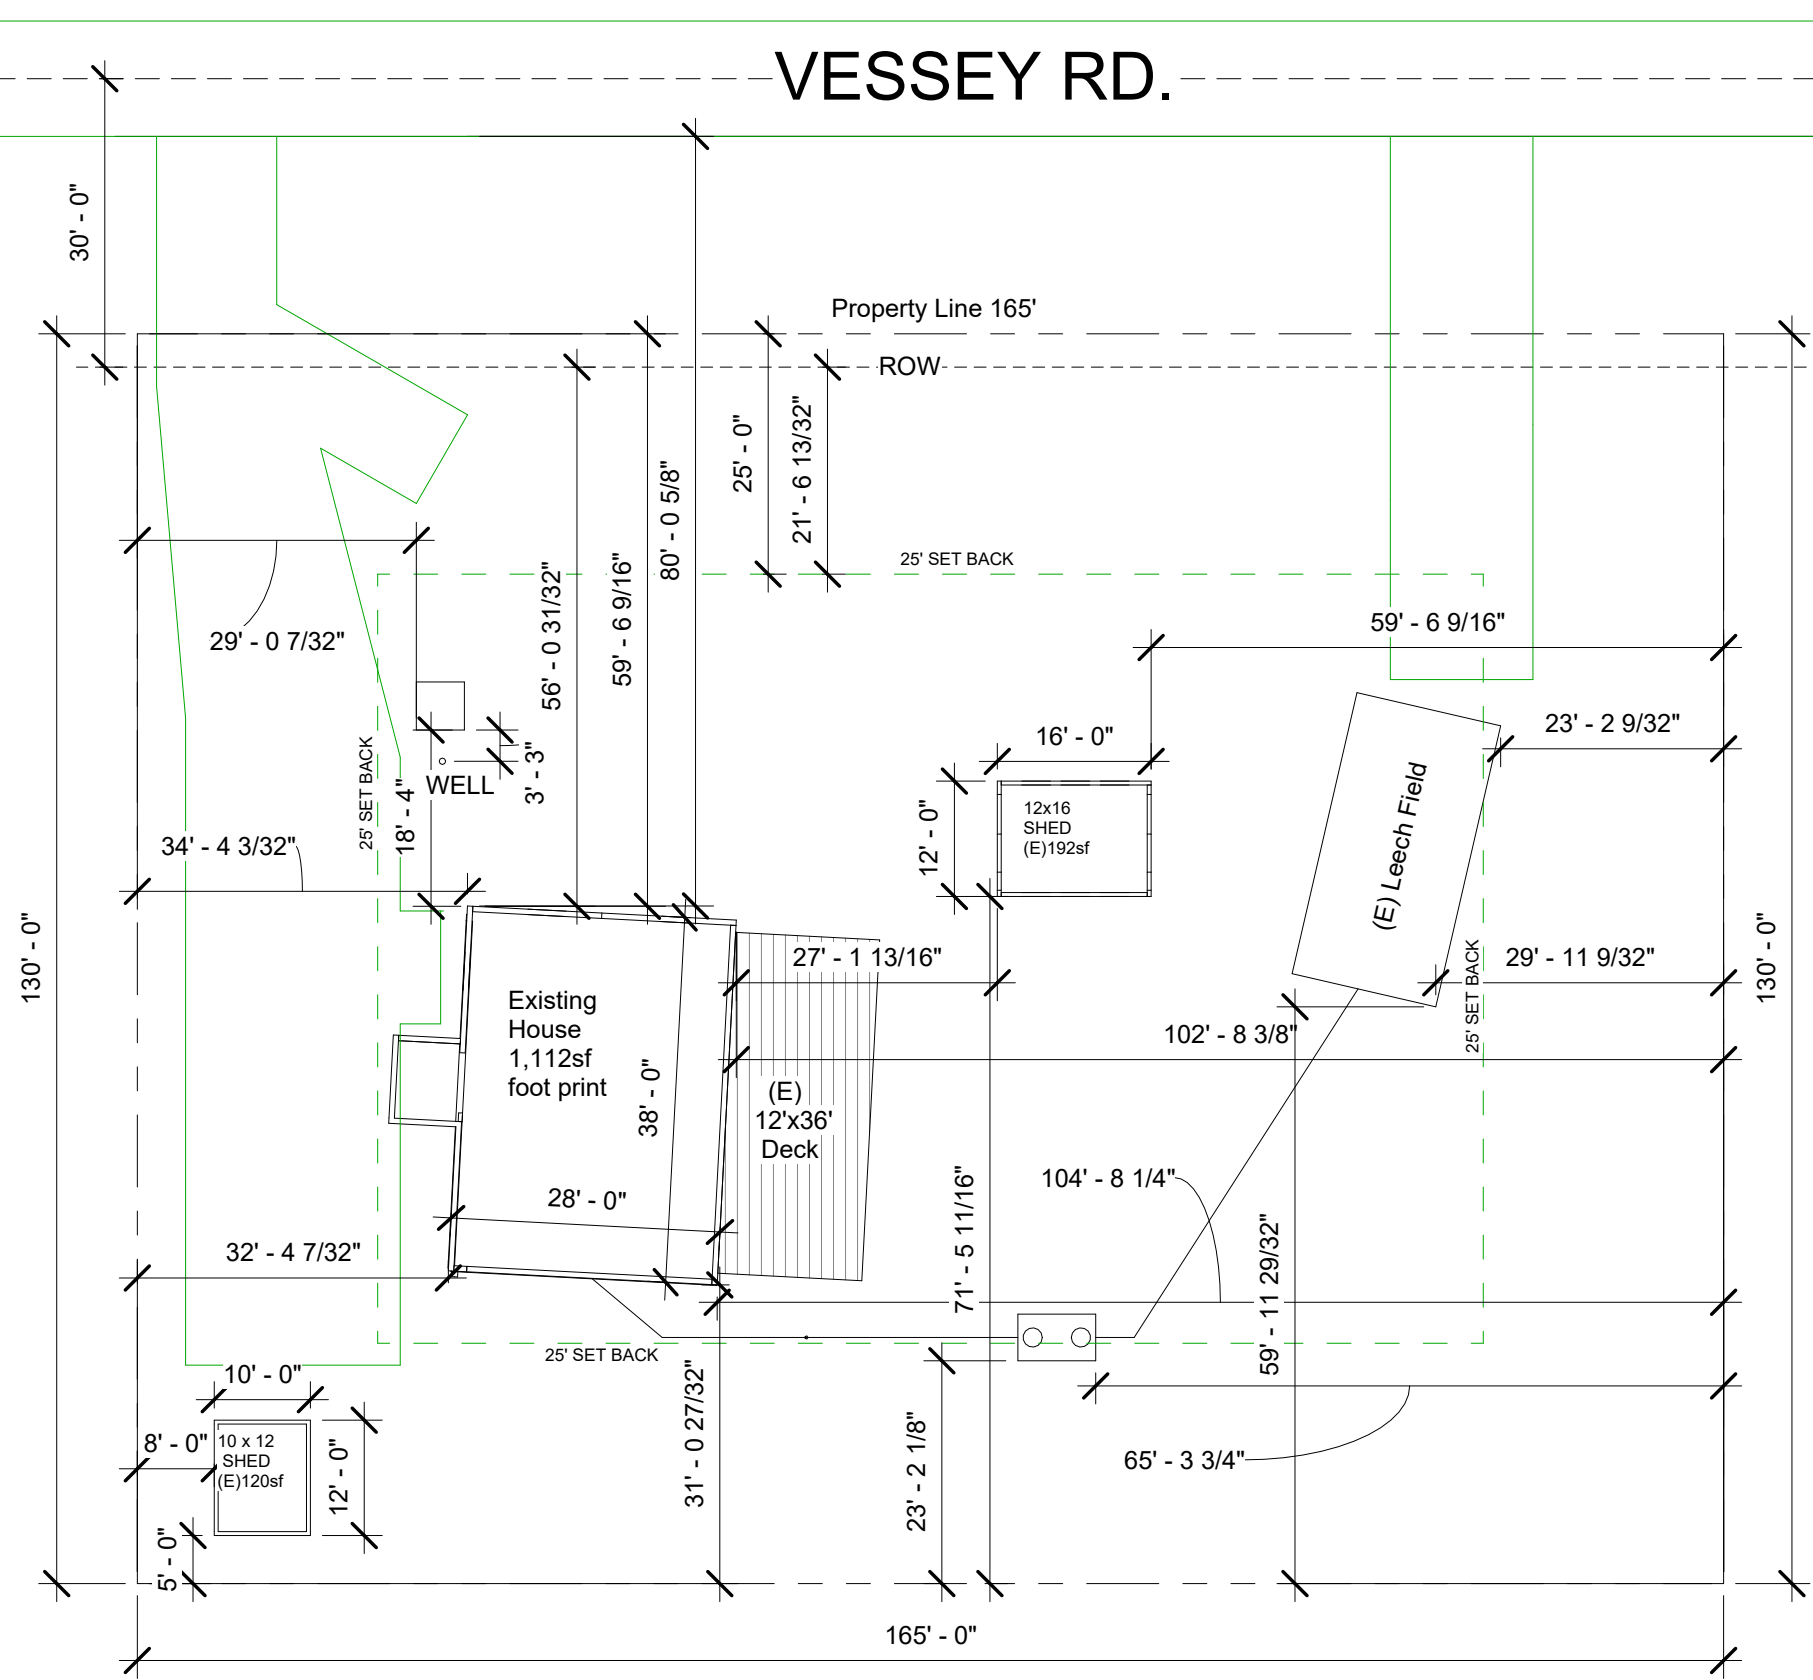 VESSEY RD.
30' - 0"
Property Line 165'
ROW
25' - 0"
21' - 6 13/32"
80' - 0 5/8"
59' - 6 9/16"
56' - 0 31/32"
25' SET BACK
29' - 0 7/32"
59' - 6 9/16"
23' - 2 9/32"
16' - 0"
3' - 3"
WELL
18' - 4"
25' SET BACK
34' - 4 3/32"
12' - 0"
12x16
SHED
(E)192sf
(E) Leech Field
130' - 0"
130' - 0"
27' - 1 13/16"
29' - 11 9/32"
25' SET BACK
Existing
House
1,112sf
foot print
102' - 8 3/8"
38' - 0"
(E)
12'x36'
Deck
28' - 0"
104' - 8 1/4"
71' - 5 11/16"
32' - 4 7/32"
59' - 11 29/32"
25' SET BACK
10' - 0"
31' - 0 27/32"
23' - 2 1/8"
65' - 3 3/4"
8' - 0"
10 x 12
SHED
(E)120sf
12' - 0"
5' - 0"
165' - 0"